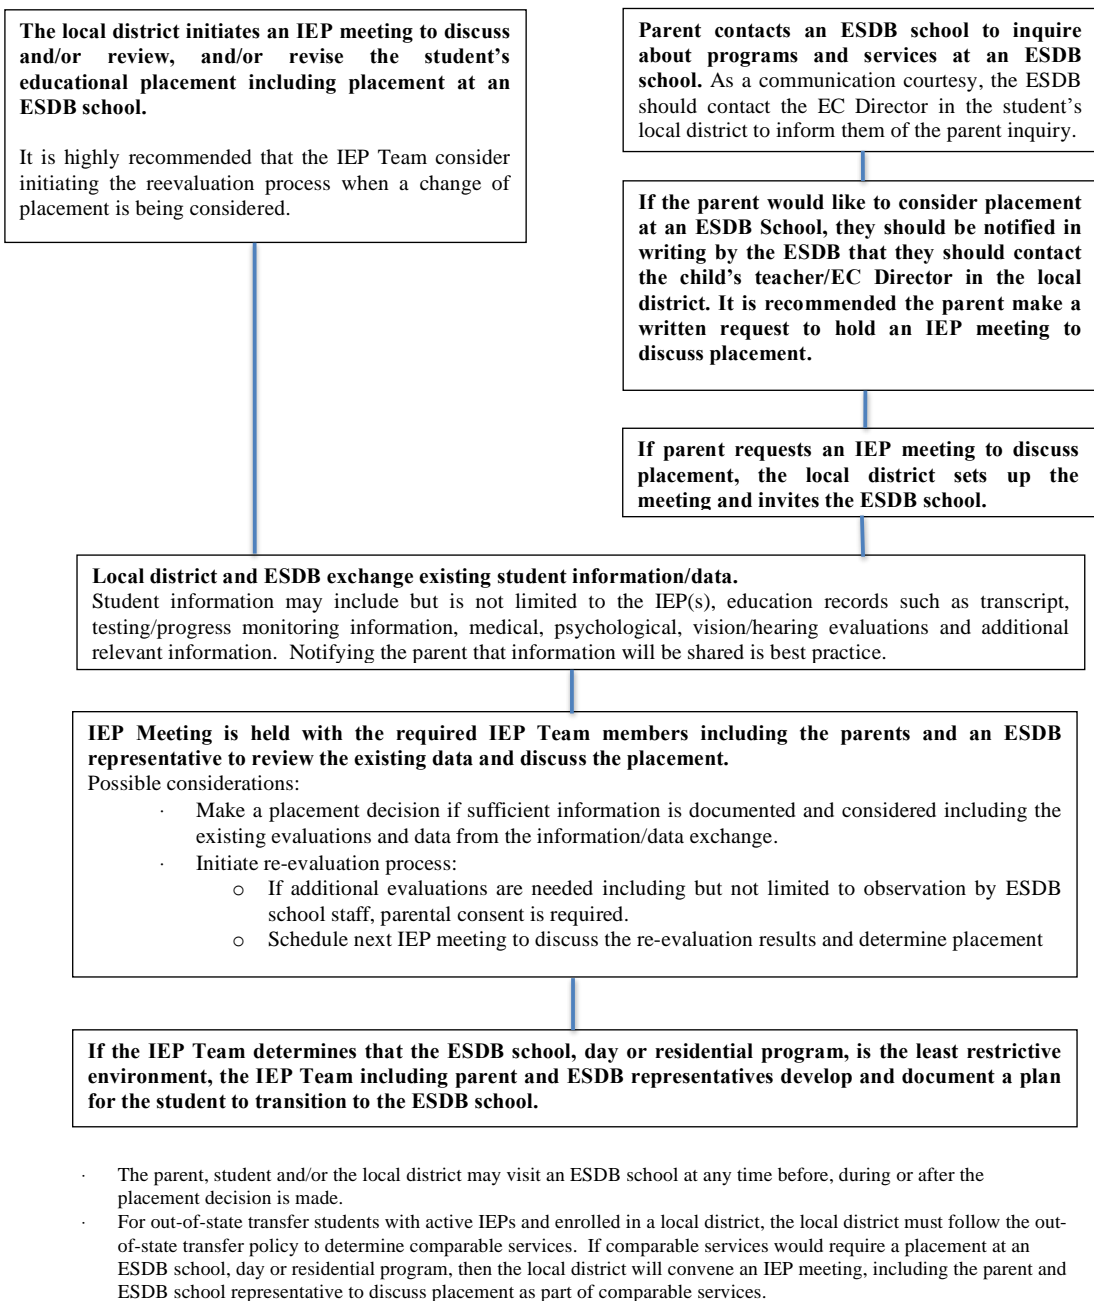 The local district initiates an IEP meeting to discuss
and/or review, and/or revise the student's
educational placement including placement at an
ESDB school.
It is highly recommended that the IEP Team consider
initiating the reevaluation process when a change of
placement is being considered.
Parent contacts an ESDB school to inquire
about programs and services at an ESDB
school. As a communication courtesy, the ESDB
should contact the EC Director in the student's
local district to inform them of the parent inquiry.
If the parent would like to consider placement
at an ESDB School, they should be notified in
writing by the ESDB that they should contact
the child's teacher/EC Director in the local
district. It is recommended the parent make a
written request to hold an IEP meeting to
discuss placement.
If parent requests an IEP meeting to discuss
placement, the local district sets up the
meeting and invites the ESDB school.
Local district and ESDB exchange existing student information/data.
Student information may include but is not limited to the IEP(s), education records such as transcript,
testing/progress monitoring information, medical, psychological, vision/hearing evaluations and additional
relevant information. Notifying the parent that information will be shared is best practice.
IEP Meeting is held with the required IEP Team members including the parents and an ESDB
representative to review the existing data and discuss the placement.
Possible considerations:
· Make a placement decision if sufficient information is documented and considered including the
existing evaluations and data from the information/data exchange.
· Initiate re-evaluation process:
o If additional evaluations are needed including but not limited to observation by ESDB
school staff, parental consent is required.
o Schedule next IEP meeting to discuss the re-evaluation results and determine placement
If the IEP Team determines that the ESDB school, day or residential program, is the least restrictive
environment, the IEP Team including parent and ESDB representatives develop and document a plan
for the student to transition to the ESDB school.
· The parent, student and/or the local district may visit an ESDB school at any time before, during or after the
placement decision is made.
· For out-of-state transfer students with active IEPs and enrolled in a local district, the local district must follow the out-
of-state transfer policy to determine comparable services. If comparable services would require a placement at an
ESDB school, day or residential program, then the local district will convene an IEP meeting, including the parent and
ESDB school representative to discuss placement as part of comparable services.